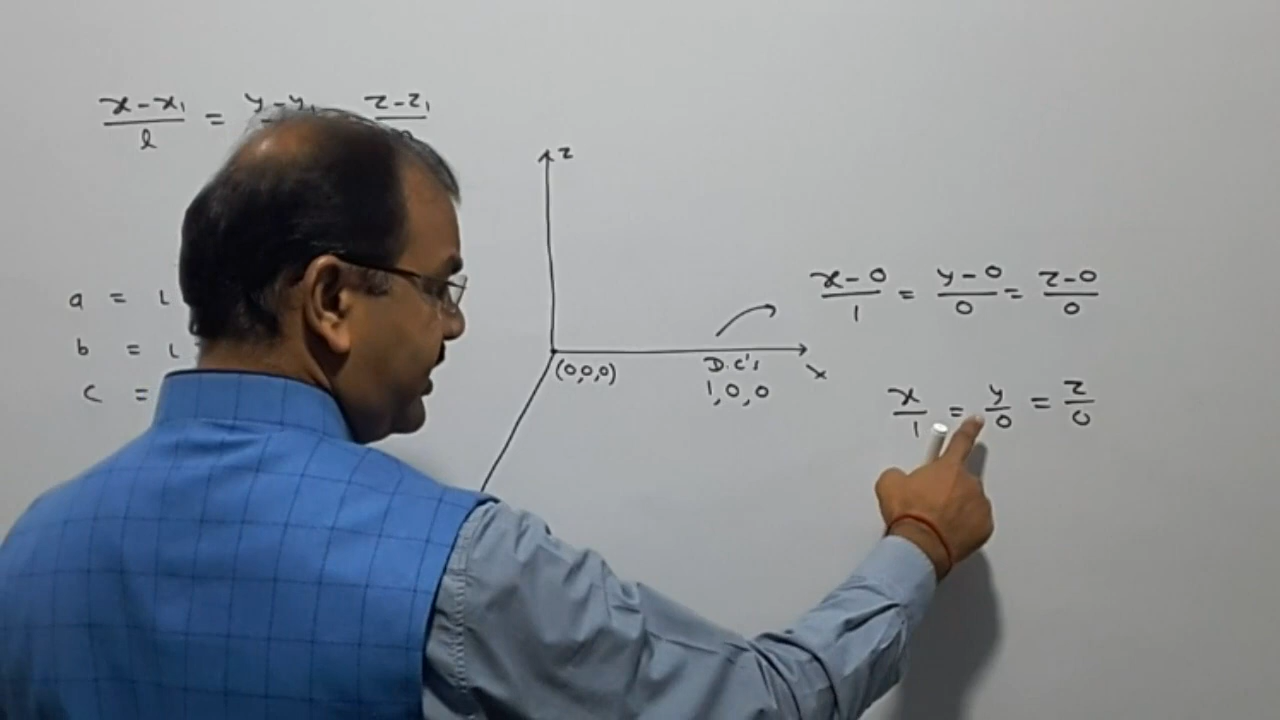 x-x₁/l = y-y₁ z-z₁
z
x-0/1 = y-0/0 = z-0/0
a = l
b = l
c =
(0,0,0) D.C's x
1,0,0
x/1 = y/0 = z/0